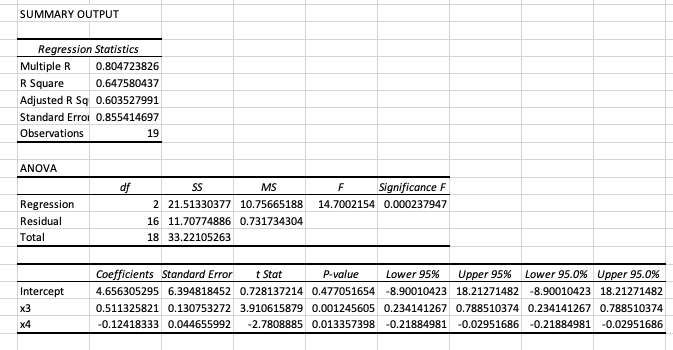 SUMMARY OUTPUT
Regression Statistics
Multiple R 0.804723826
R Square 0.647580437
Adjusted R Sq 0.603527991
Standard Erro 0.855414697
Observations 19
ANOVA
df SS MS F Significance F
Regression 2 21.51330377 10.75665188 14.7002154 0.000237947
Residual 16 11.70774886 0.731734304
Total 18 33.22105263
Coefficients Standard Error t Stat P-value Lower 95% Upper 95% Lower 95.0% Upper 95.0%
Intercept 4.656305295 6.394818452 0.728137214 0.477051654 -8.90010423 18.21271482 -8.90010423 18.21271482
x3 0.511325821 0.130753272 3.910615879 0.001245605 0.234141267 0.788510374 0.234141267 0.788510374
x4 -0.12418333 0.044655992 -2.7808885 0.013357398 -0.21884981 -0.02951686 -0.21884981 -0.02951686